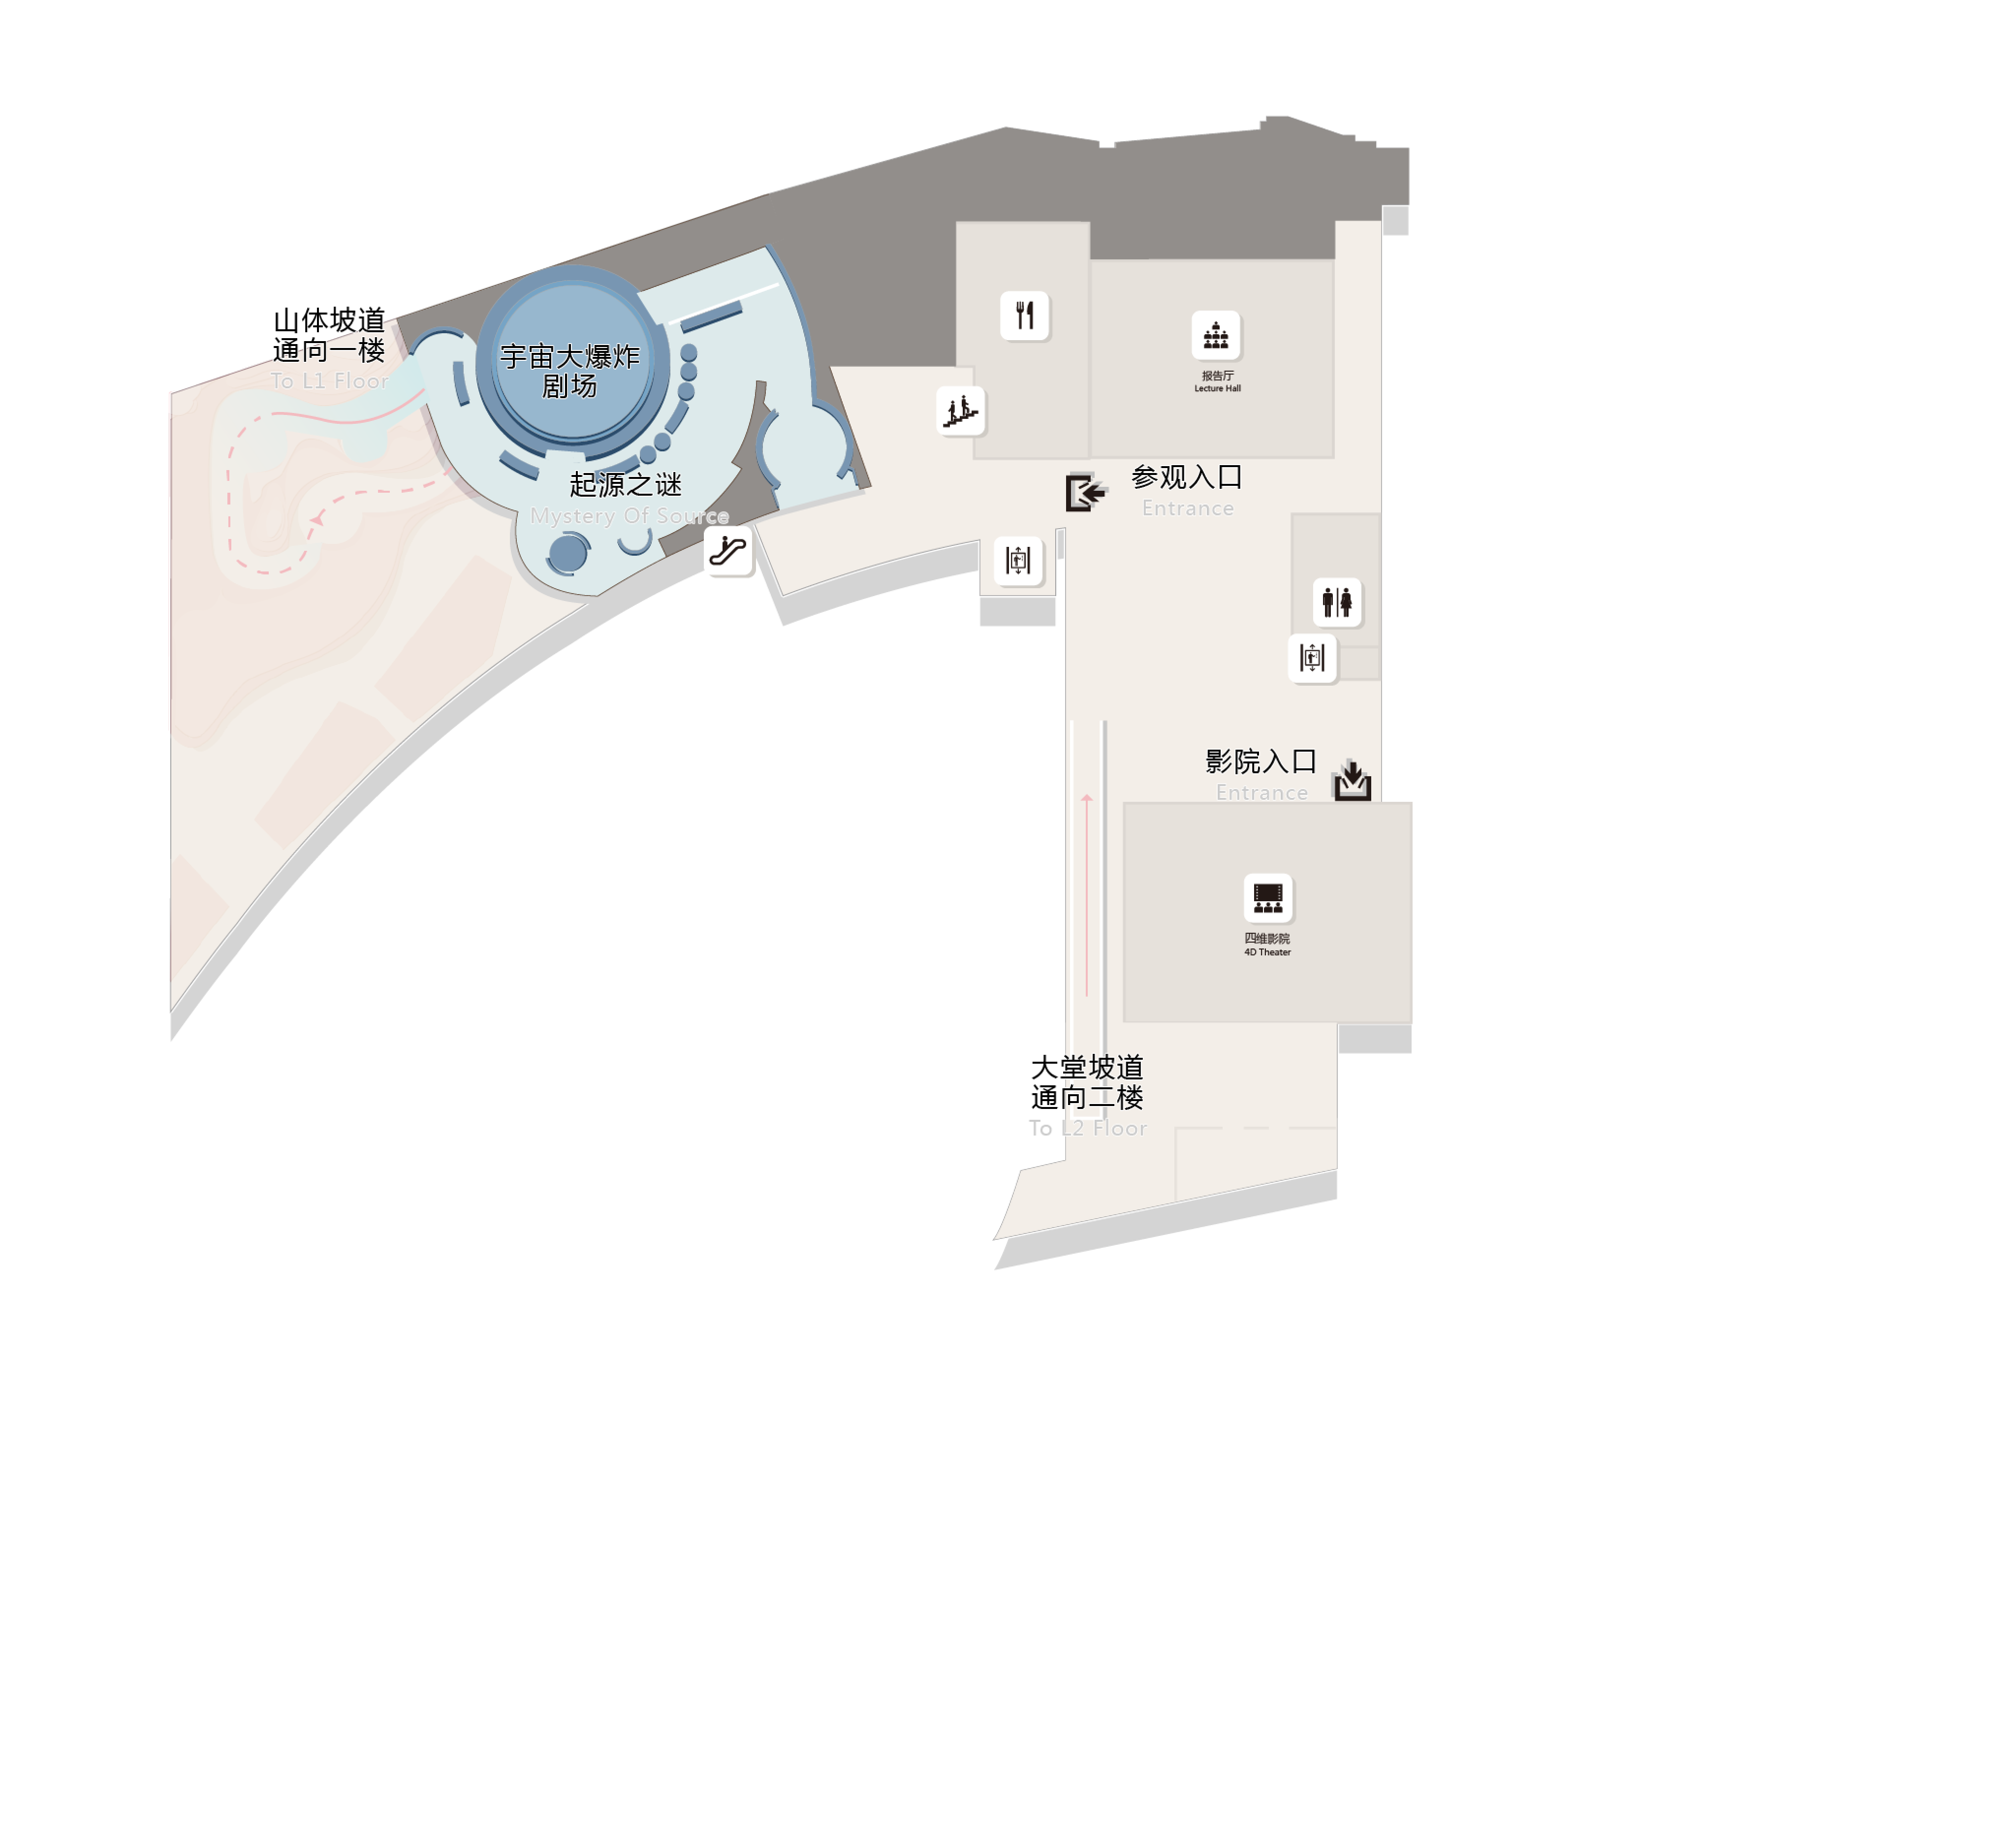 山体坡道
通向一楼
To L1 Floor
宇宙大爆炸
剧场
起源之谜
Mystery Of Source
报告厅
Lecture Hall
参观入口
Entrance
影院入口
Entrance
四维影院
4D Theater
大堂坡道
通向二楼
To L2 Floor